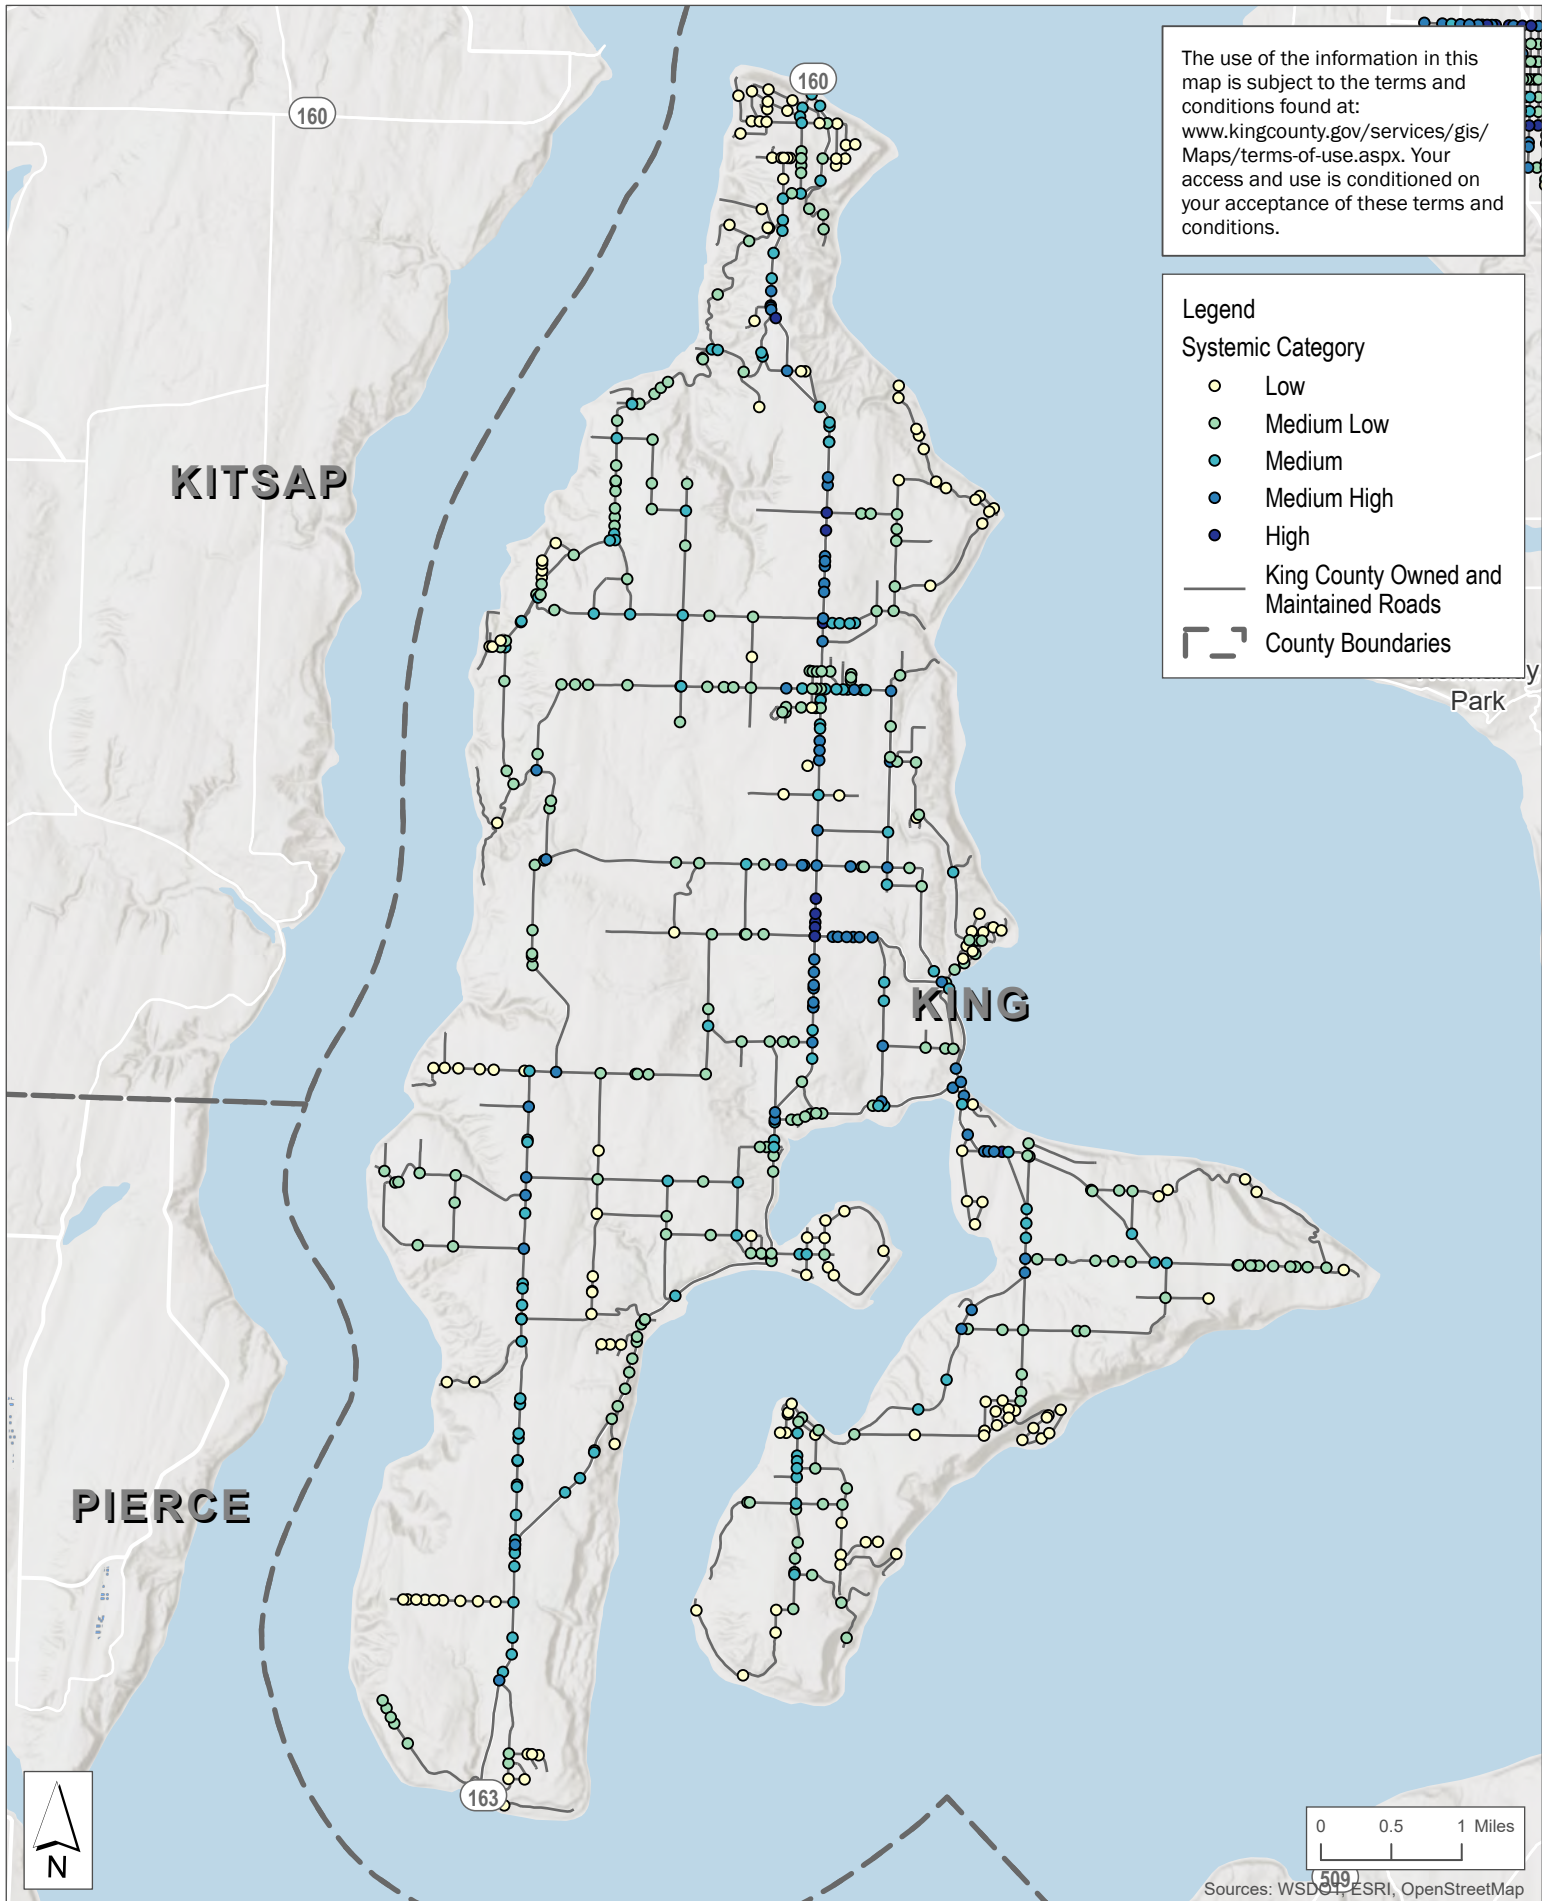 160
160
The use of the information in this
map is subject to the terms and
conditions found at:
www.kingcounty.gov/services/gis/
Maps/terms-of-use.aspx. Your
access and use is conditioned on
your acceptance of these terms and
conditions.
Legend
Systemic Category
Low
Medium Low
Medium
Medium High
High
King County Owned and
Maintained Roads
County Boundaries
Park
KITSAP
KING
PIERCE
163
N
0 0.5 1 Miles
509
Sources: WSDOT, ESRI, OpenStreetMap